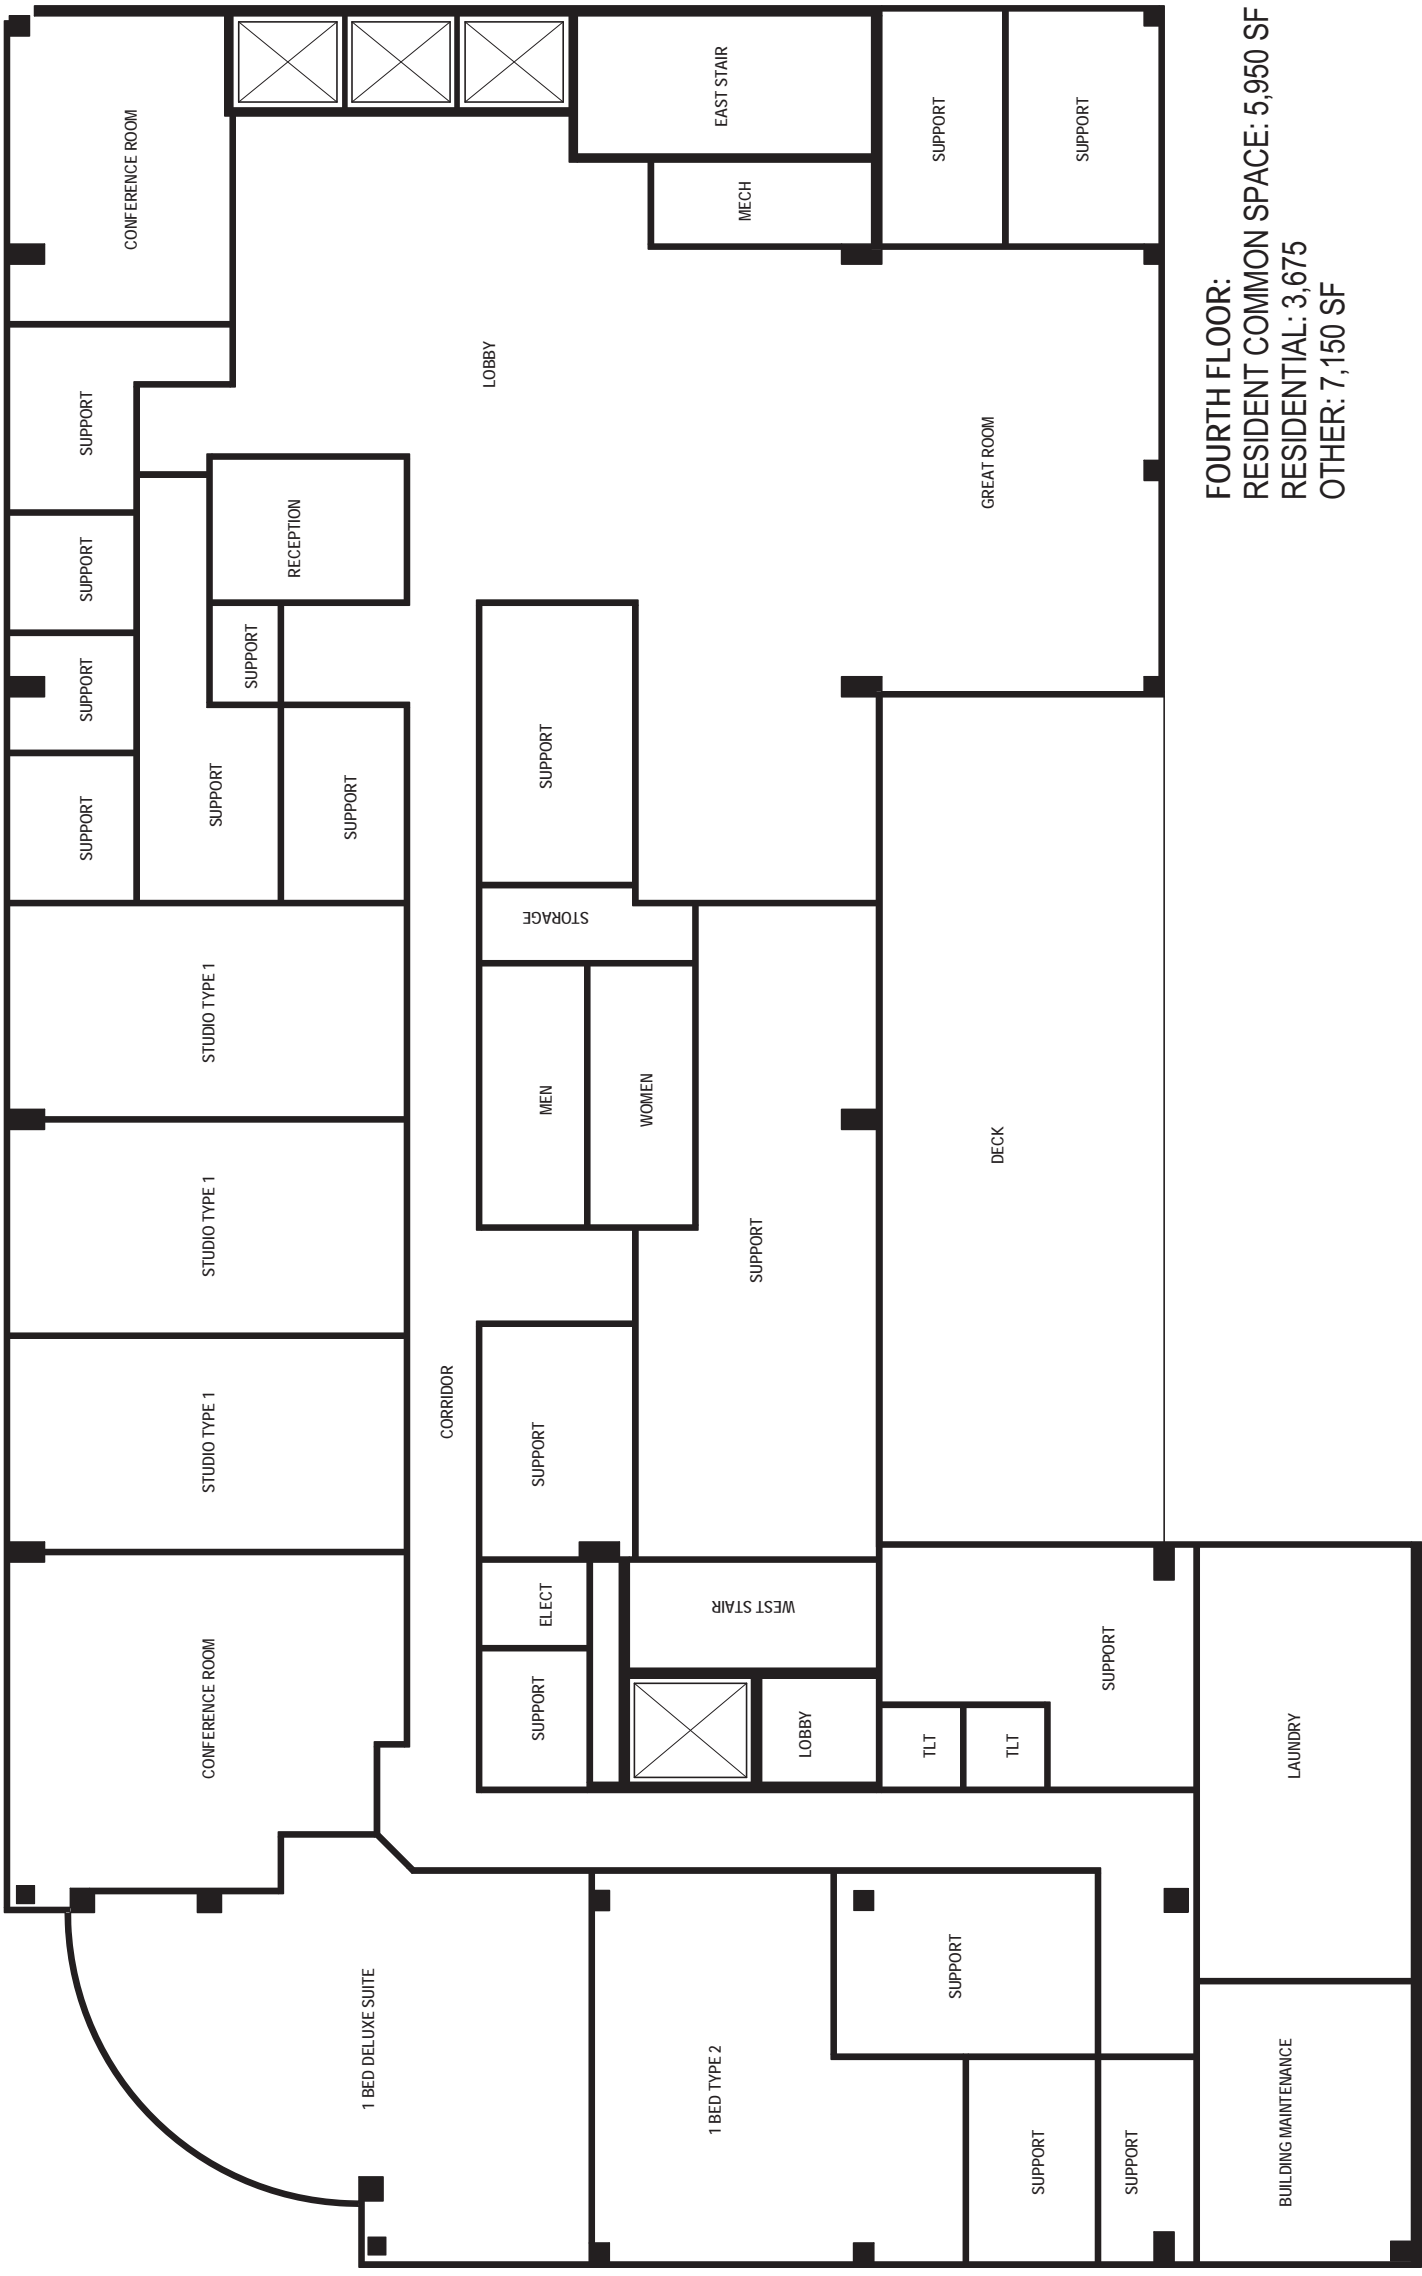 SUPPORT
SUPPORT
SUPPORT
SUPPORT
CONFERENCE ROOM
CONFERENCE ROOM
STUDIO TYPE 1
STUDIO TYPE 1
STUDIO TYPE 1
SUPPORT
SUPPORT
RECEPTION
SUPPORT
1 BED DELUXE SUITE
CORRIDOR
LOBBY
SUPPORT
ELECT
SUPPORT
MEN
STORAGE
SUPPORT
WOMEN
1 BED TYPE 2
WEST STAIR
SUPPORT
MECH
EAST STAIR
LOBBY
SUPPORT
TLT
TLT
DECK
GREAT ROOM
SUPPORT
SUPPORT
SUPPORT
SUPPORT
SUPPORT
BUILDING MAINTENANCE
LAUNDRY
FOURTH FLOOR:
RESIDENT COMMON SPACE: 5,950 SF
RESIDENTIAL: 3,675
OTHER: 7,150 SF